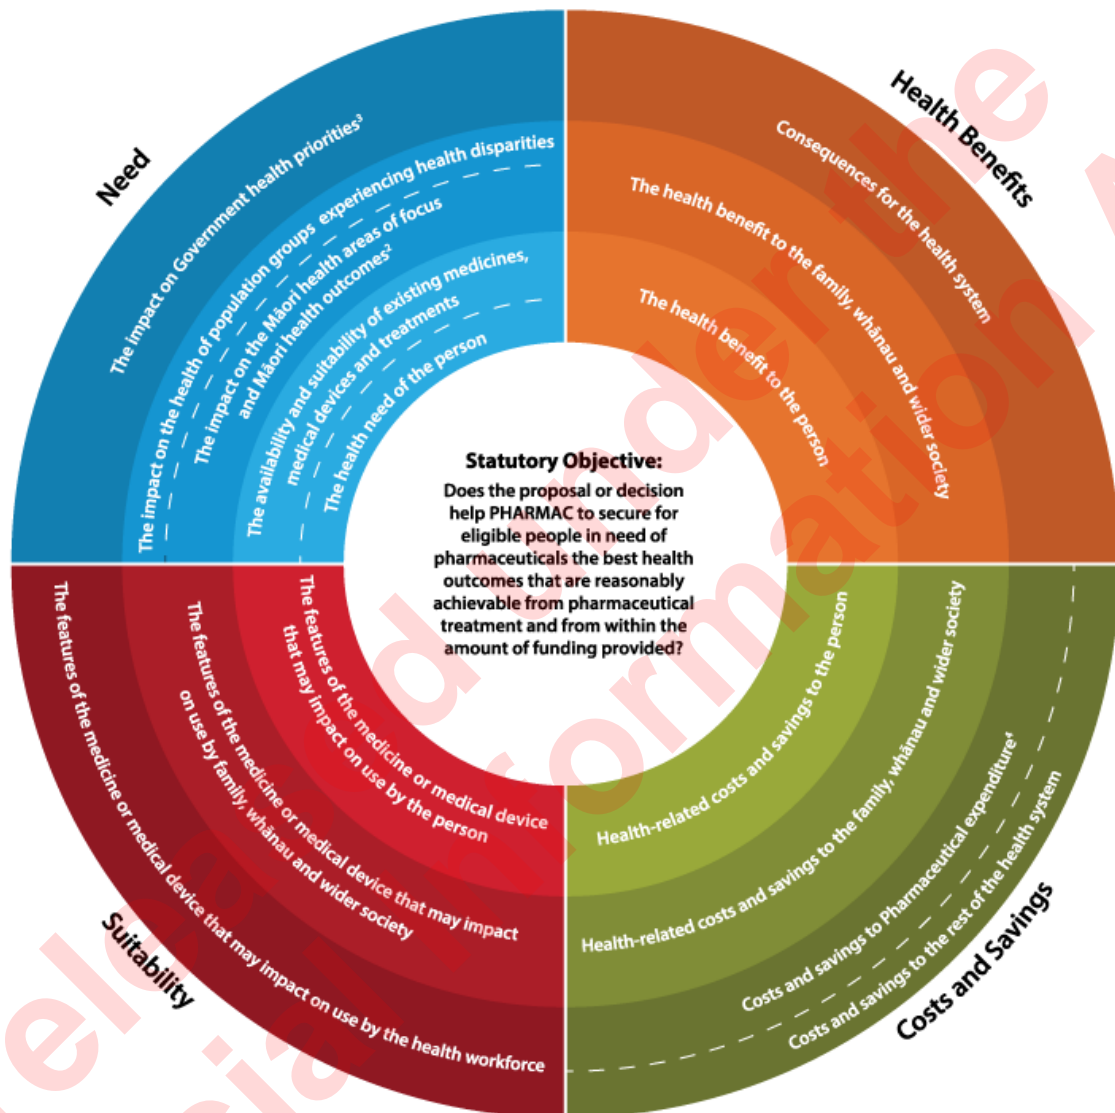 Need
The impact on Government health priorities³
The impact on the health of population groups experiencing health disparities
The impact on the Māori health areas of focus
and Māori health outcomes²
The availability and suitability of existing medicines,
medical devices and treatments
The health need of the person
Health Benefits
Consequences for the health system
The health benefit to the family, whānau and wider society
The health benefit to the person
Statutory Objective:
Does the proposal or decision
help PHARMAC to secure for
eligible people in need of
pharmaceuticals the best health
outcomes that are reasonably
achievable from pharmaceutical
treatment and from within the
amount of funding provided?
Suitability
The features of the medicine or medical device
that may impact on use by the person
The features of the medicine or medical device that may impact
on use by family, whānau and wider society
The features of the medicine or medical device that may impact on use by the health workforce
Costs and Savings
Health-related costs and savings to the person
Health-related costs and savings to the family, whānau and wider society
Costs and savings to Pharmaceutical expenditure⁴
Costs and savings to the rest of the health system
under the
Information